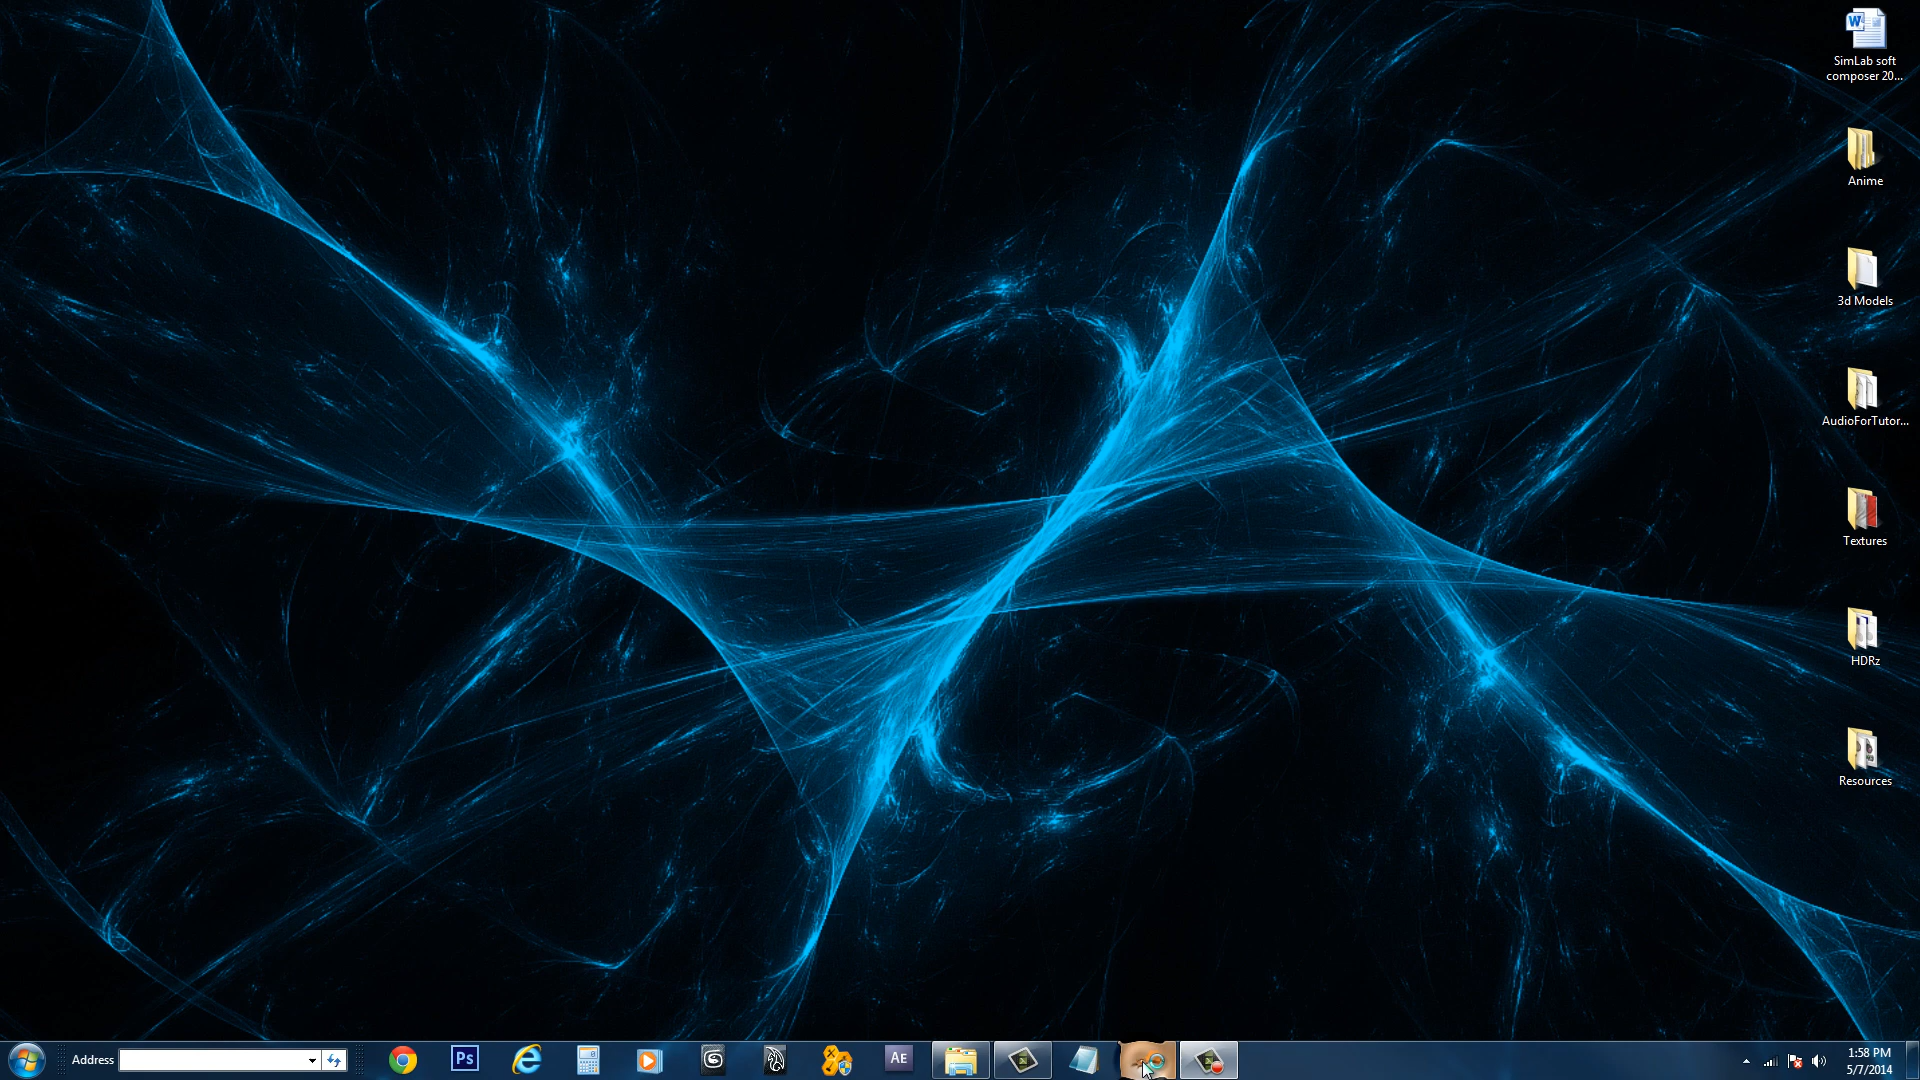 SimLab soft
composer 20...
Anime
3d Models
AudioForTutor...
Textures
HDRz
Resources
Address
Ps
AE
1:58 PM
5/7/2014